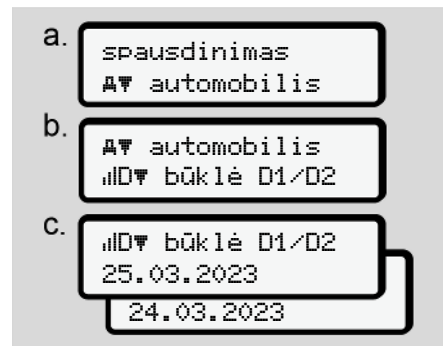 a.
spausdinimas
automobilis
b.
automobilis
D būklė D1/D2
c.
D būklė D1/D2
25.03.2023
24.03.2023